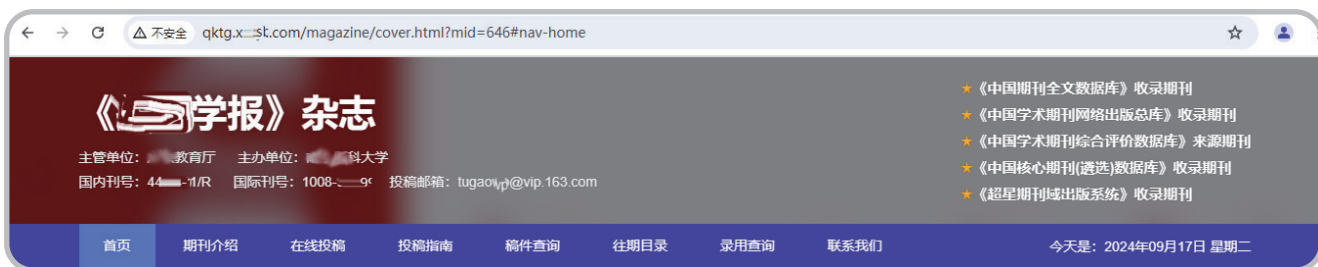 不安全 qktg.x st.com/magazine/cover.html?mid=646#nav-home
《 学报》杂志
主管单位： 教育厅 主办单位： 科大学
国内刊号：44 /R 国际刊号：1008- 投稿邮箱：tugao @vip.163.com
★《中国期刊全文数据库》收录期刊
★《中国学术期刊网络出版总库》收录期刊
★《中国学术期刊综合评价数据库》来源期刊
★《中国核心期刊(遴选)数据库》收录期刊
★《超星期刊域出版系统》收录期刊
首页 期刊介绍 在线投稿 投稿指南 稿件查询 往期目录 录用查询 联系我们 今天是：2024年09月17日 星期二